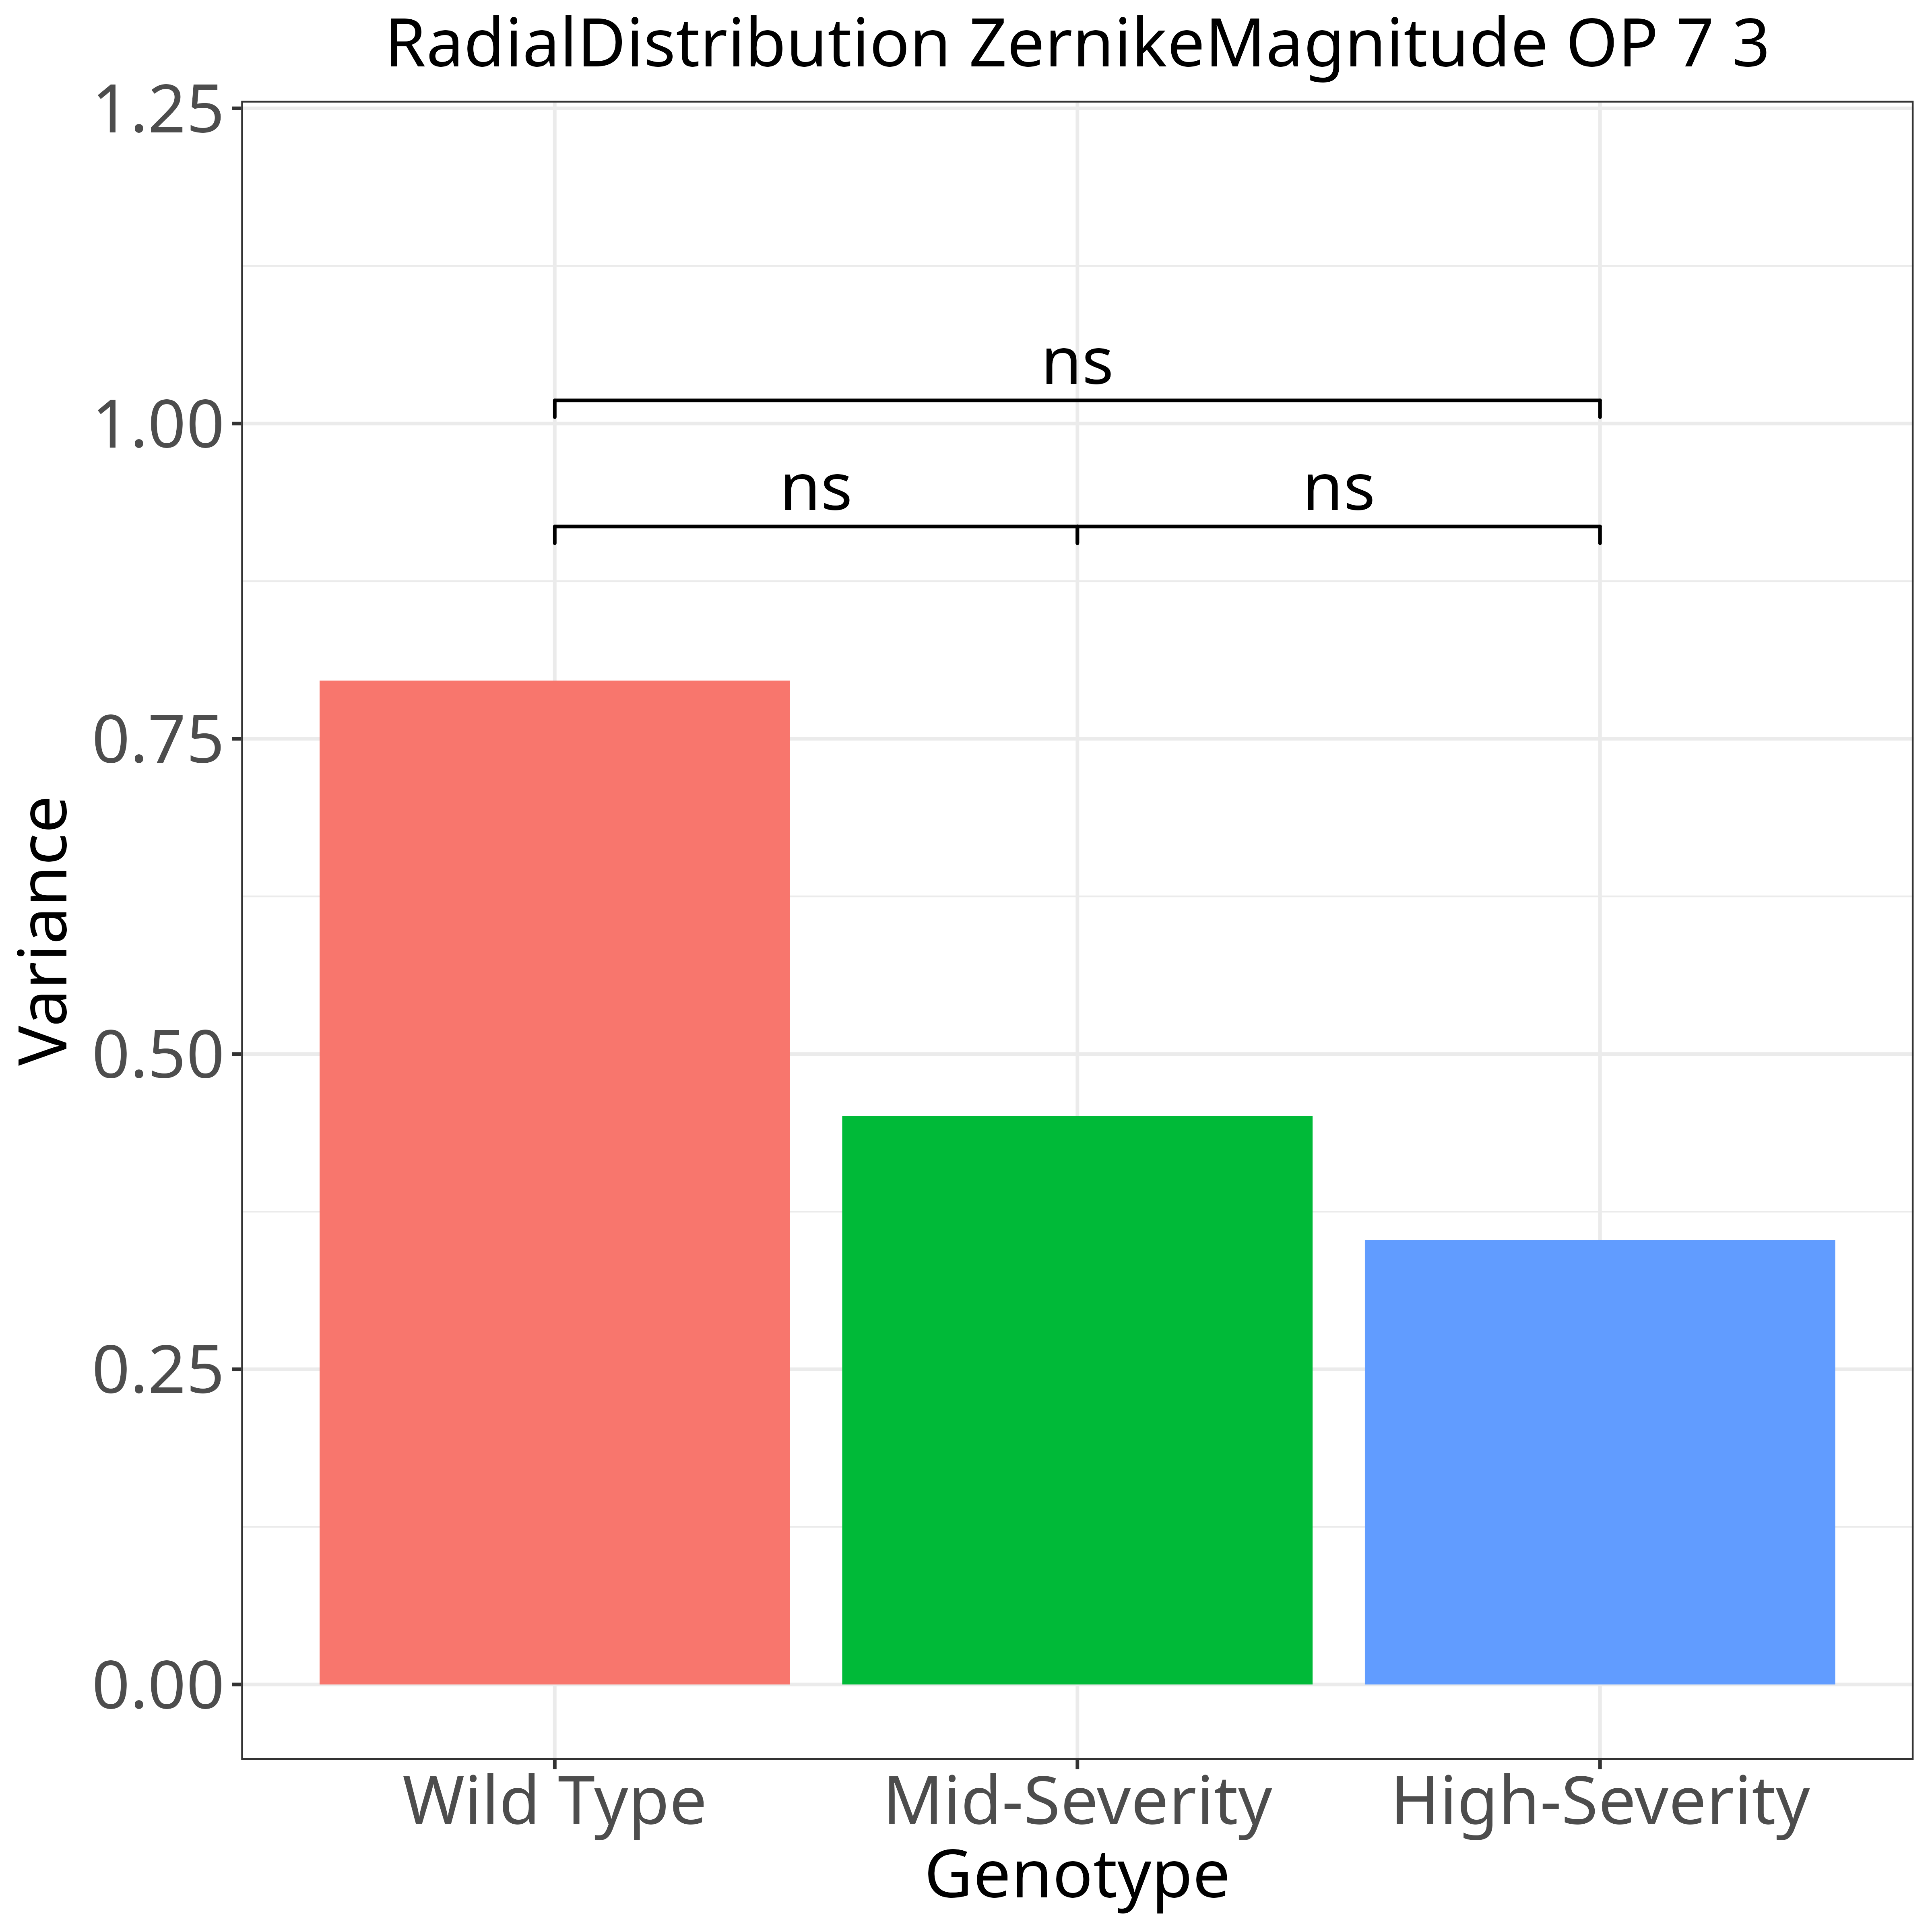 RadialDistribution ZernikeMagnitude OP 7 3
1.25
1.00
0.75
0.50
0.25
0.00
Variance
ns
ns ns
Wild Type Mid-Severity High-Severity
Genotype